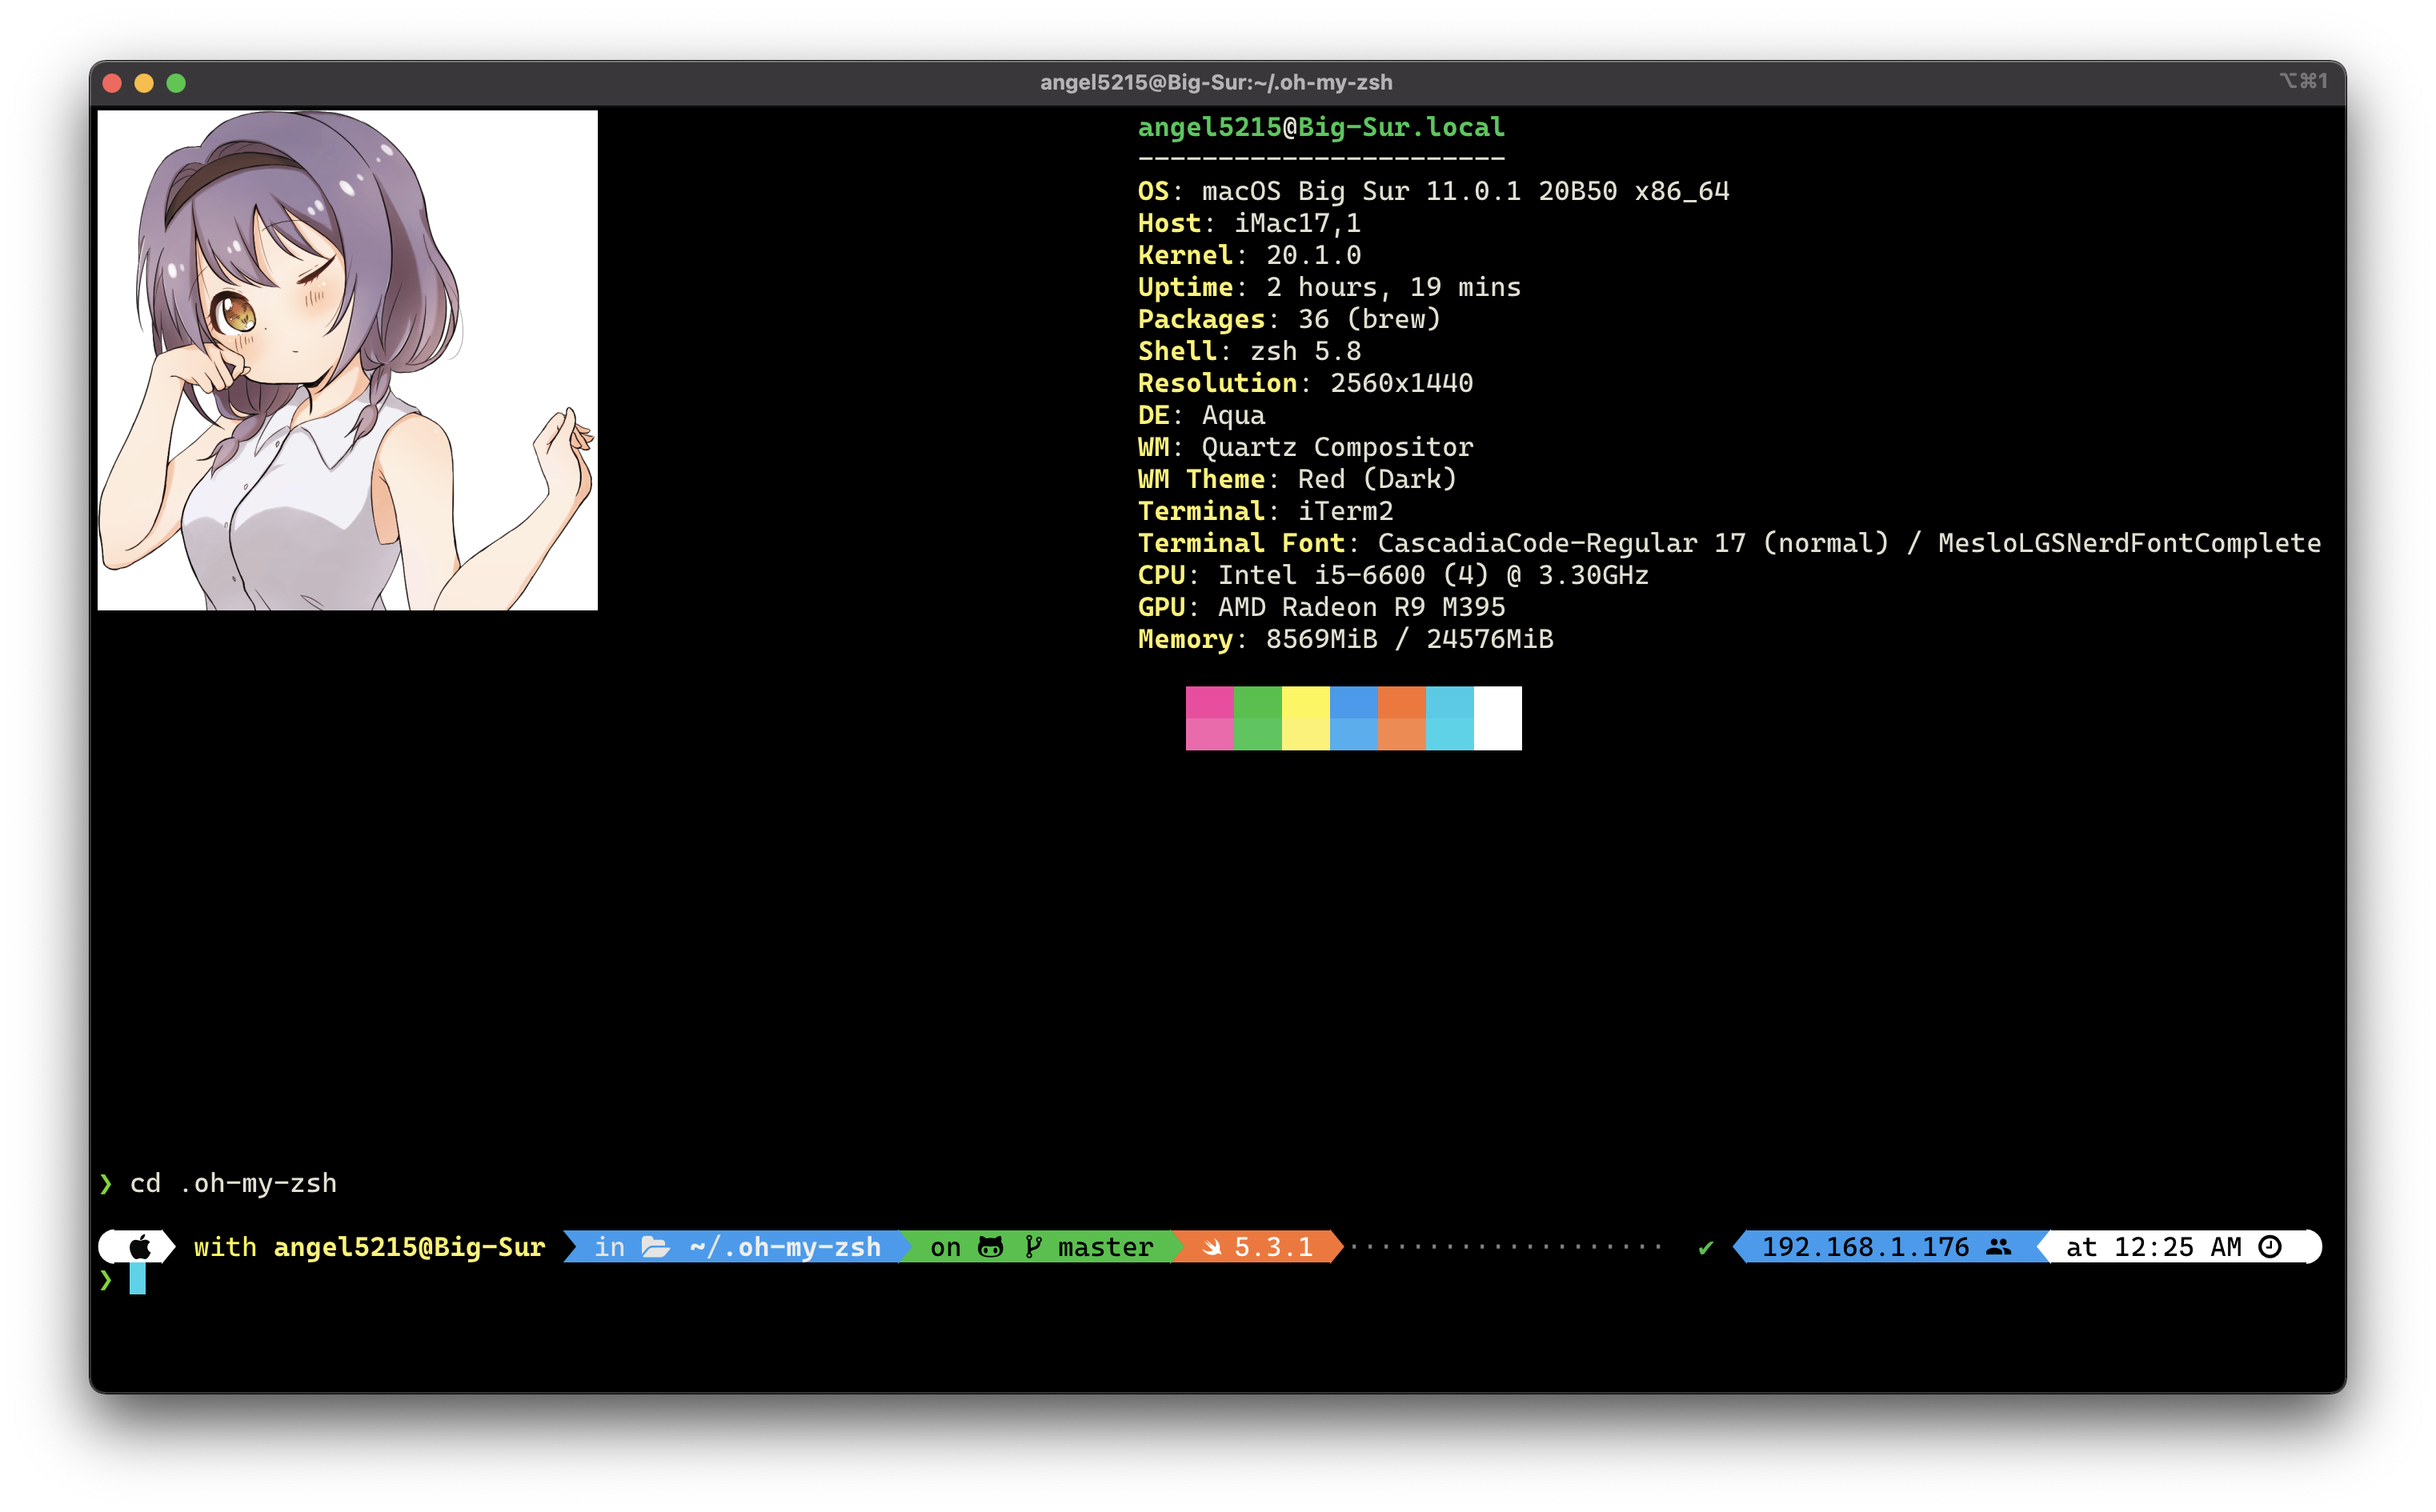 angel5215@Big-Sur:~/.oh-my-zsh ⌥⌘1
angel5215@Big-Sur.local
-----------------------
OS: macOS Big Sur 11.0.1 20B50 x86_64
Host: iMac17,1
Kernel: 20.1.0
Uptime: 2 hours, 19 mins
Packages: 36 (brew)
Shell: zsh 5.8
Resolution: 2560x1440
DE: Aqua
WM: Quartz Compositor
WM Theme: Red (Dark)
Terminal: iTerm2
Terminal Font: CascadiaCode-Regular 17 (normal) / MesloLGSNerdFontComplete
CPU: Intel i5-6600 (4) @ 3.30GHz
GPU: AMD Radeon R9 M395
Memory: 8569MiB / 24576MiB
❯ cd .oh-my-zsh
with angel5215@Big-Sur in ~/.oh-my-zsh on master 5.3.1 ···················· ✔ 192.168.1.176 at 12:25 AM
❯